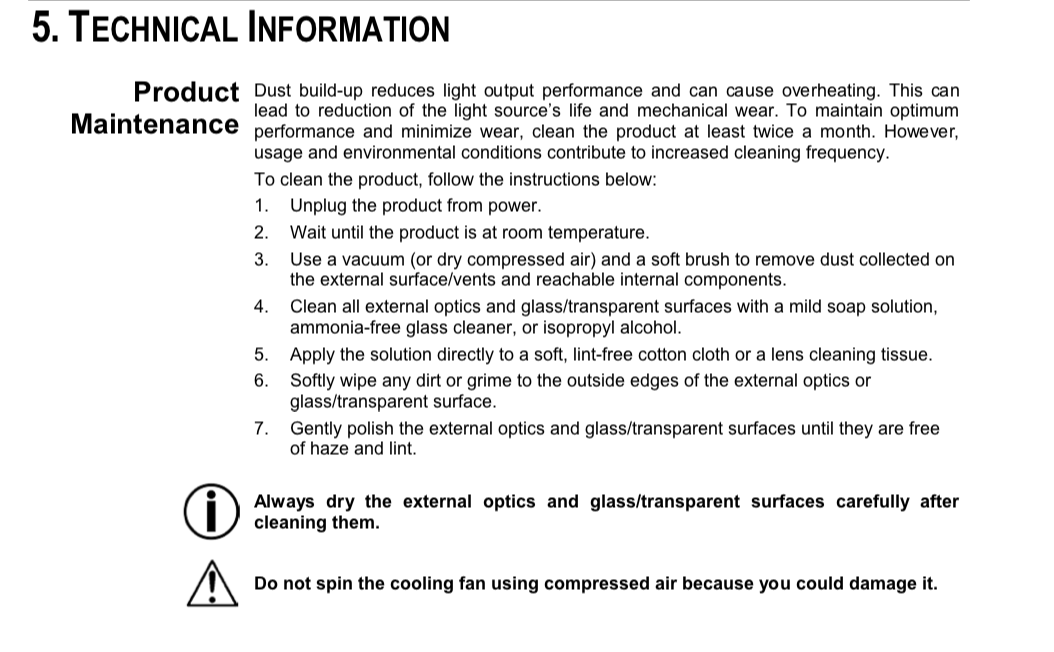 5. TECHNICAL INFORMATION
Product
Maintenance
Dust build-up reduces light output performance and can cause overheating. This can
lead to reduction of the light source's life and mechanical wear. To maintain optimum
performance and minimize wear, clean the product at least twice a month. However,
usage and environmental conditions contribute to increased cleaning frequency.
To clean the product, follow the instructions below:
1. Unplug the product from power.
2. Wait until the product is at room temperature.
3. Use a vacuum (or dry compressed air) and a soft brush to remove dust collected on
the external surface/vents and reachable internal components.
4. Clean all external optics and glass/transparent surfaces with a mild soap solution,
ammonia-free glass cleaner, or isopropyl alcohol.
5. Apply the solution directly to a soft, lint-free cotton cloth or a lens cleaning tissue.
6. Softly wipe any dirt or grime to the outside edges of the external optics or
glass/transparent surface.
7. Gently polish the external optics and glass/transparent surfaces until they are free
of haze and lint.
Always dry the external optics and glass/transparent surfaces carefully after
cleaning them.
Do not spin the cooling fan using compressed air because you could damage it.